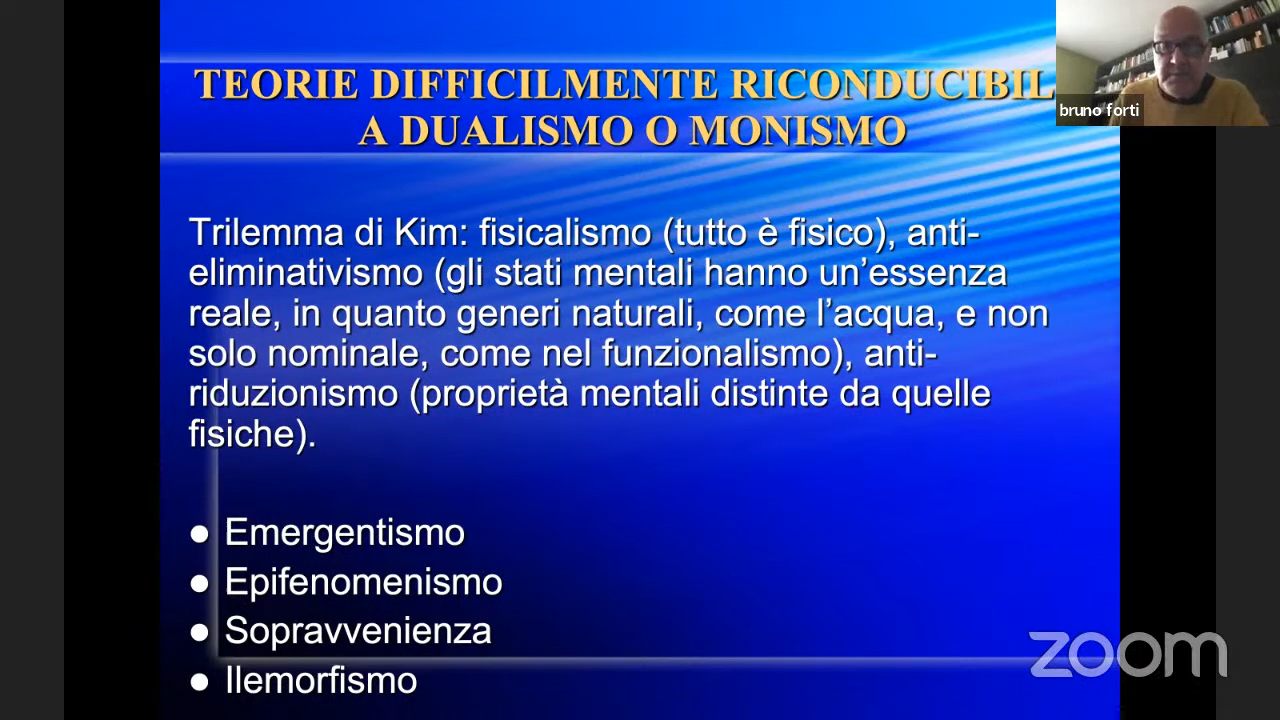 TEORIE DIFFICILMENTE RICONDUCIBIL
A DUALISMO O MONISMO
bruno forti
Trilemma di Kim: fisicalismo (tutto è fisico), anti-
eliminativismo (gli stati mentali hanno un’essenza
reale, in quanto generi naturali, come l’acqua, e non
solo nominale, come nel funzionalismo), anti-
riduzionismo (proprietà mentali distinte da quelle
fisiche).
● Emergentismo
● Epifenomenismo
● Sopravvenienza
● Ilemorfismo
zoom